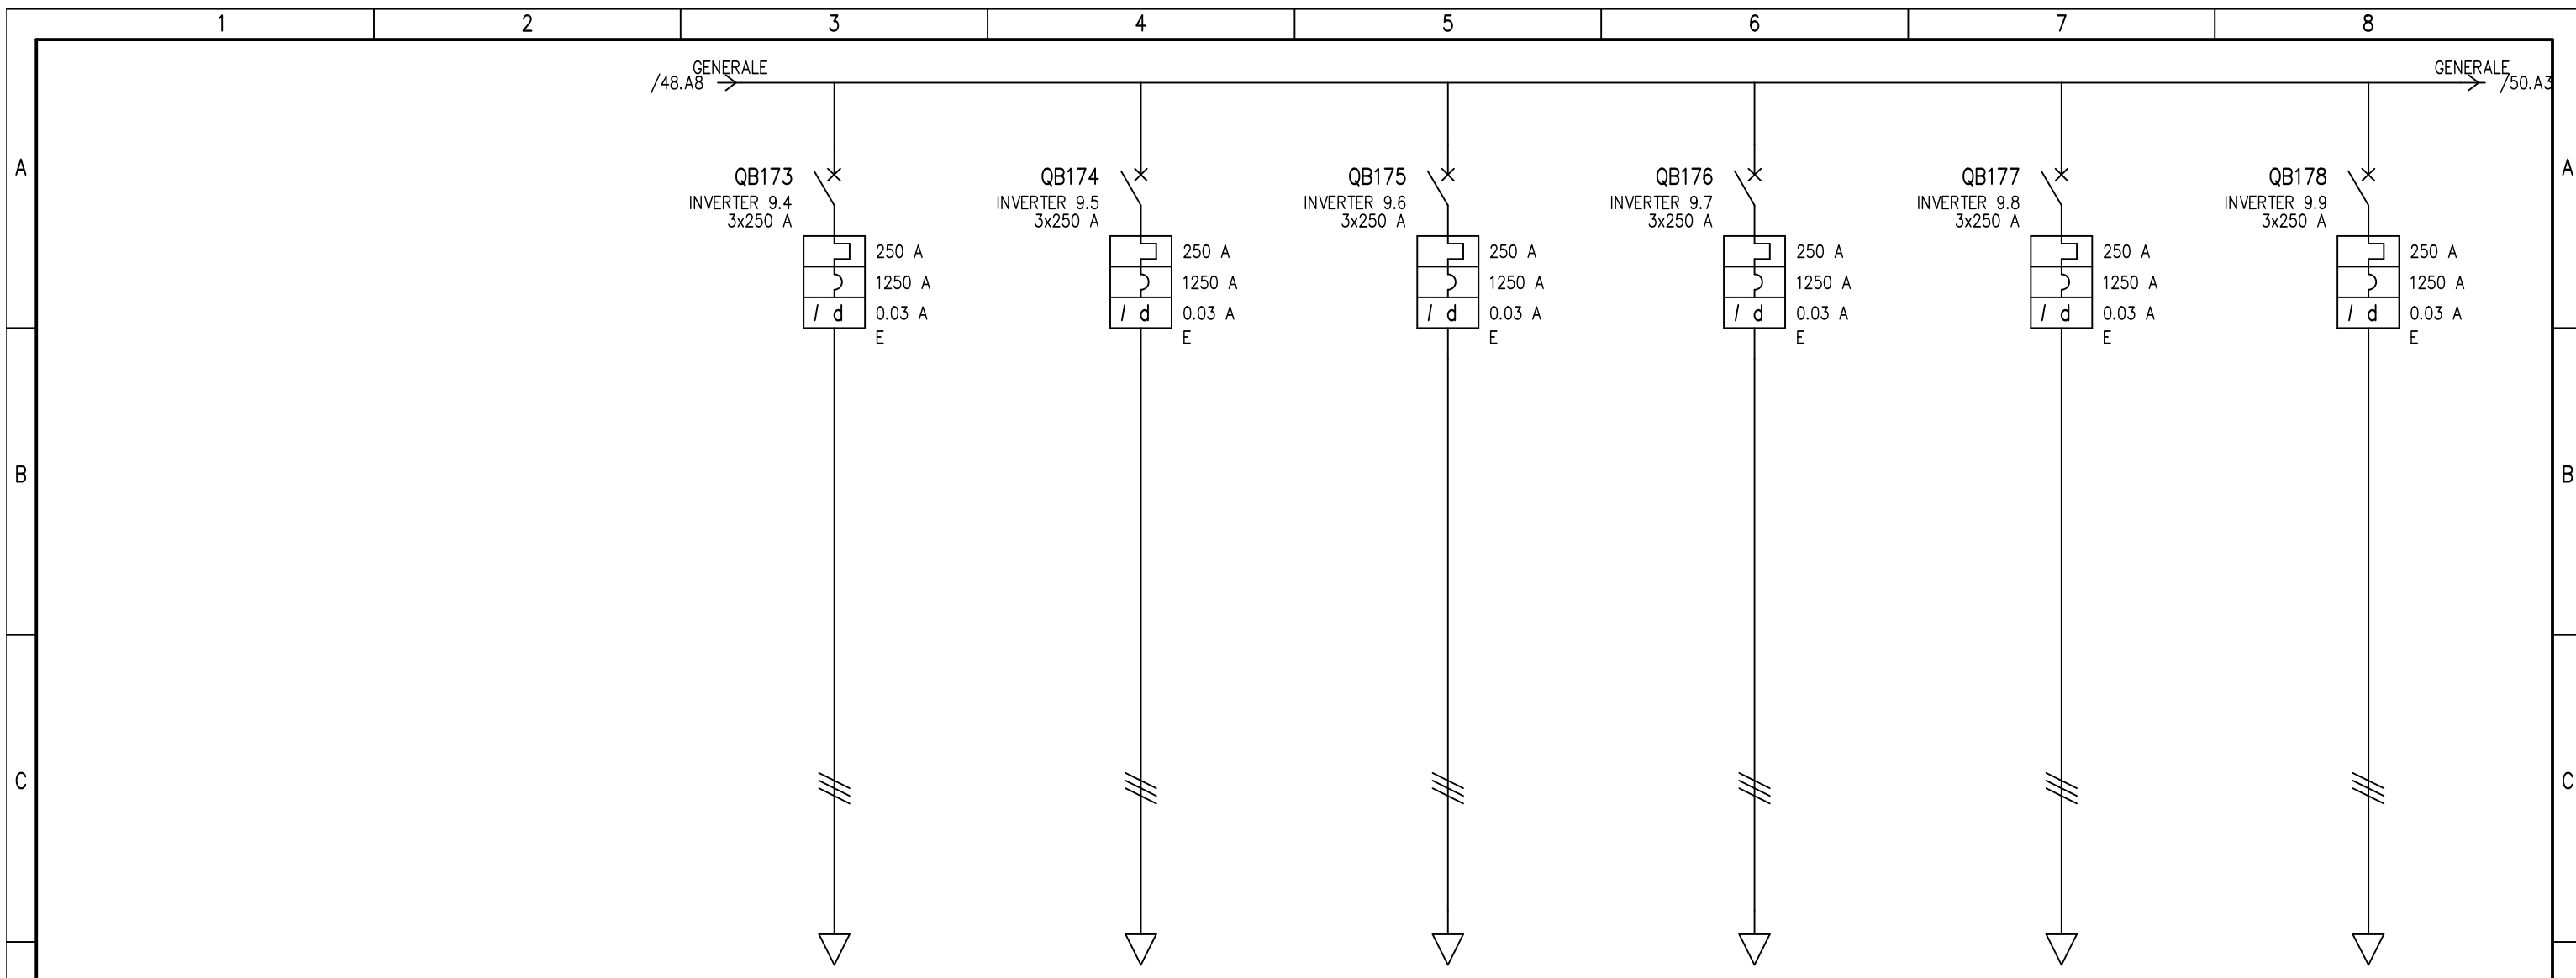 1 2 3 4 5 6 7 8
GENERALE GENERALE
/48.A8 /50.A3
A A
QB173 QB174 QB175 QB176 QB177 QB178
INVERTER 9.4 INVERTER 9.5 INVERTER 9.6 INVERTER 9.7 INVERTER 9.8 INVERTER 9.9
3x250 A 3x250 A 3x250 A 3x250 A 3x250 A 3x250 A
250 A 250 A 250 A 250 A 250 A 250 A
1250 A 1250 A 1250 A 1250 A 1250 A 1250 A
I d 0.03 A I d 0.03 A I d 0.03 A I d 0.03 A I d 0.03 A I d 0.03 A
E E E E E E
B B
C C